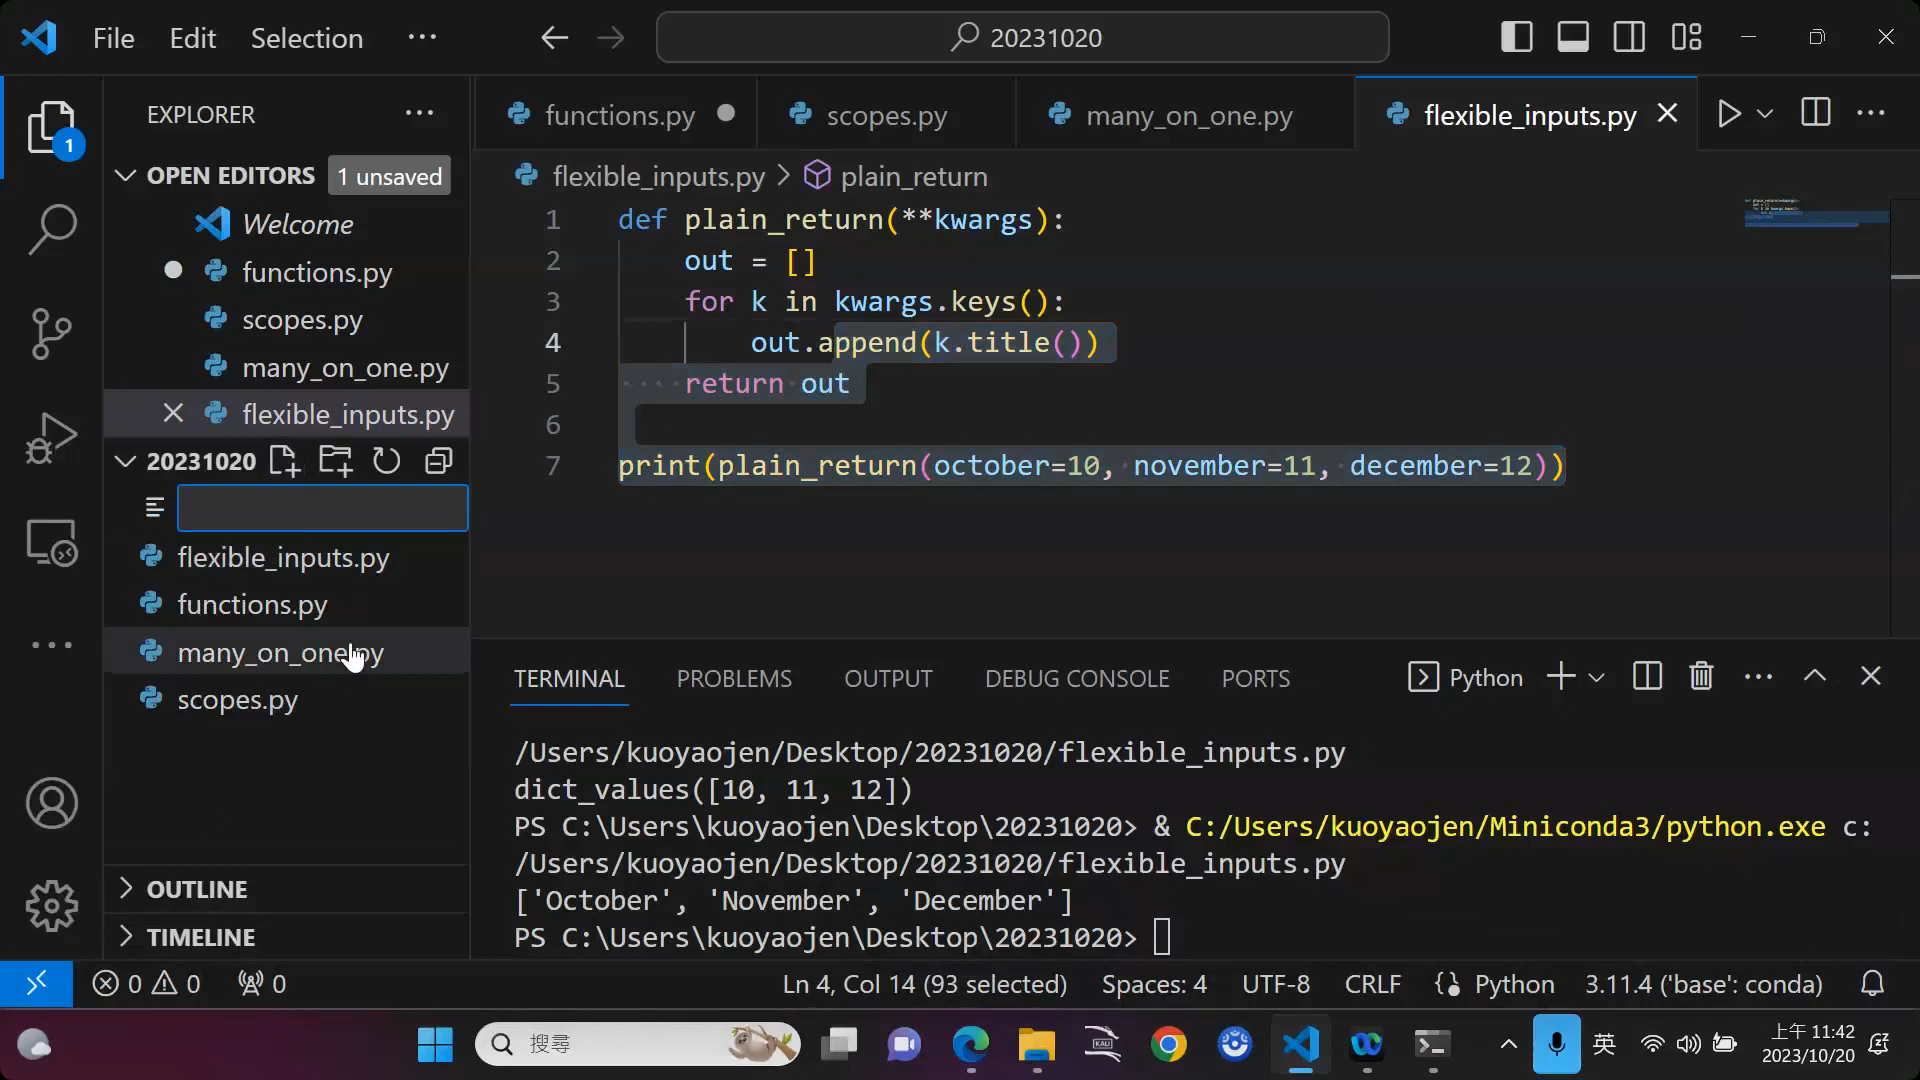 File Edit Selection ··· 20231020
EXPLORER ···
OPEN EDITORS 1 unsaved
Welcome
functions.py
scopes.py
many_on_one.py
flexible_inputs.py
20231020
flexible_inputs.py
functions.py
many_on_one.py
scopes.py
OUTLINE
TIMELINE
1
functions.py scopes.py many_on_one.py flexible_inputs.py
flexible_inputs.py > plain_return
1 def plain_return(**kwargs):
2 out = []
3 for k in kwargs.keys():
4 out.append(k.title())
5 return out
6
7 print(plain_return(october=10, november=11, december=12))
TERMINAL PROBLEMS OUTPUT DEBUG CONSOLE PORTS Python
/Users/kuoyaojen/Desktop/20231020/flexible_inputs.py
dict_values([10, 11, 12])
PS C:\Users\kuoyaojen\Desktop\20231020> & C:/Users/kuoyaojen/Miniconda3/python.exe c:
/Users/kuoyaojen/Desktop/20231020/flexible_inputs.py
['October', 'November', 'December']
PS C:\Users\kuoyaojen\Desktop\20231020>
0 0 0 Ln 4, Col 14 (93 selected) Spaces: 4 UTF-8 CRLF Python 3.11.4 ('base': conda)
搜尋 KALI 英 上午 11:42
2023/10/20